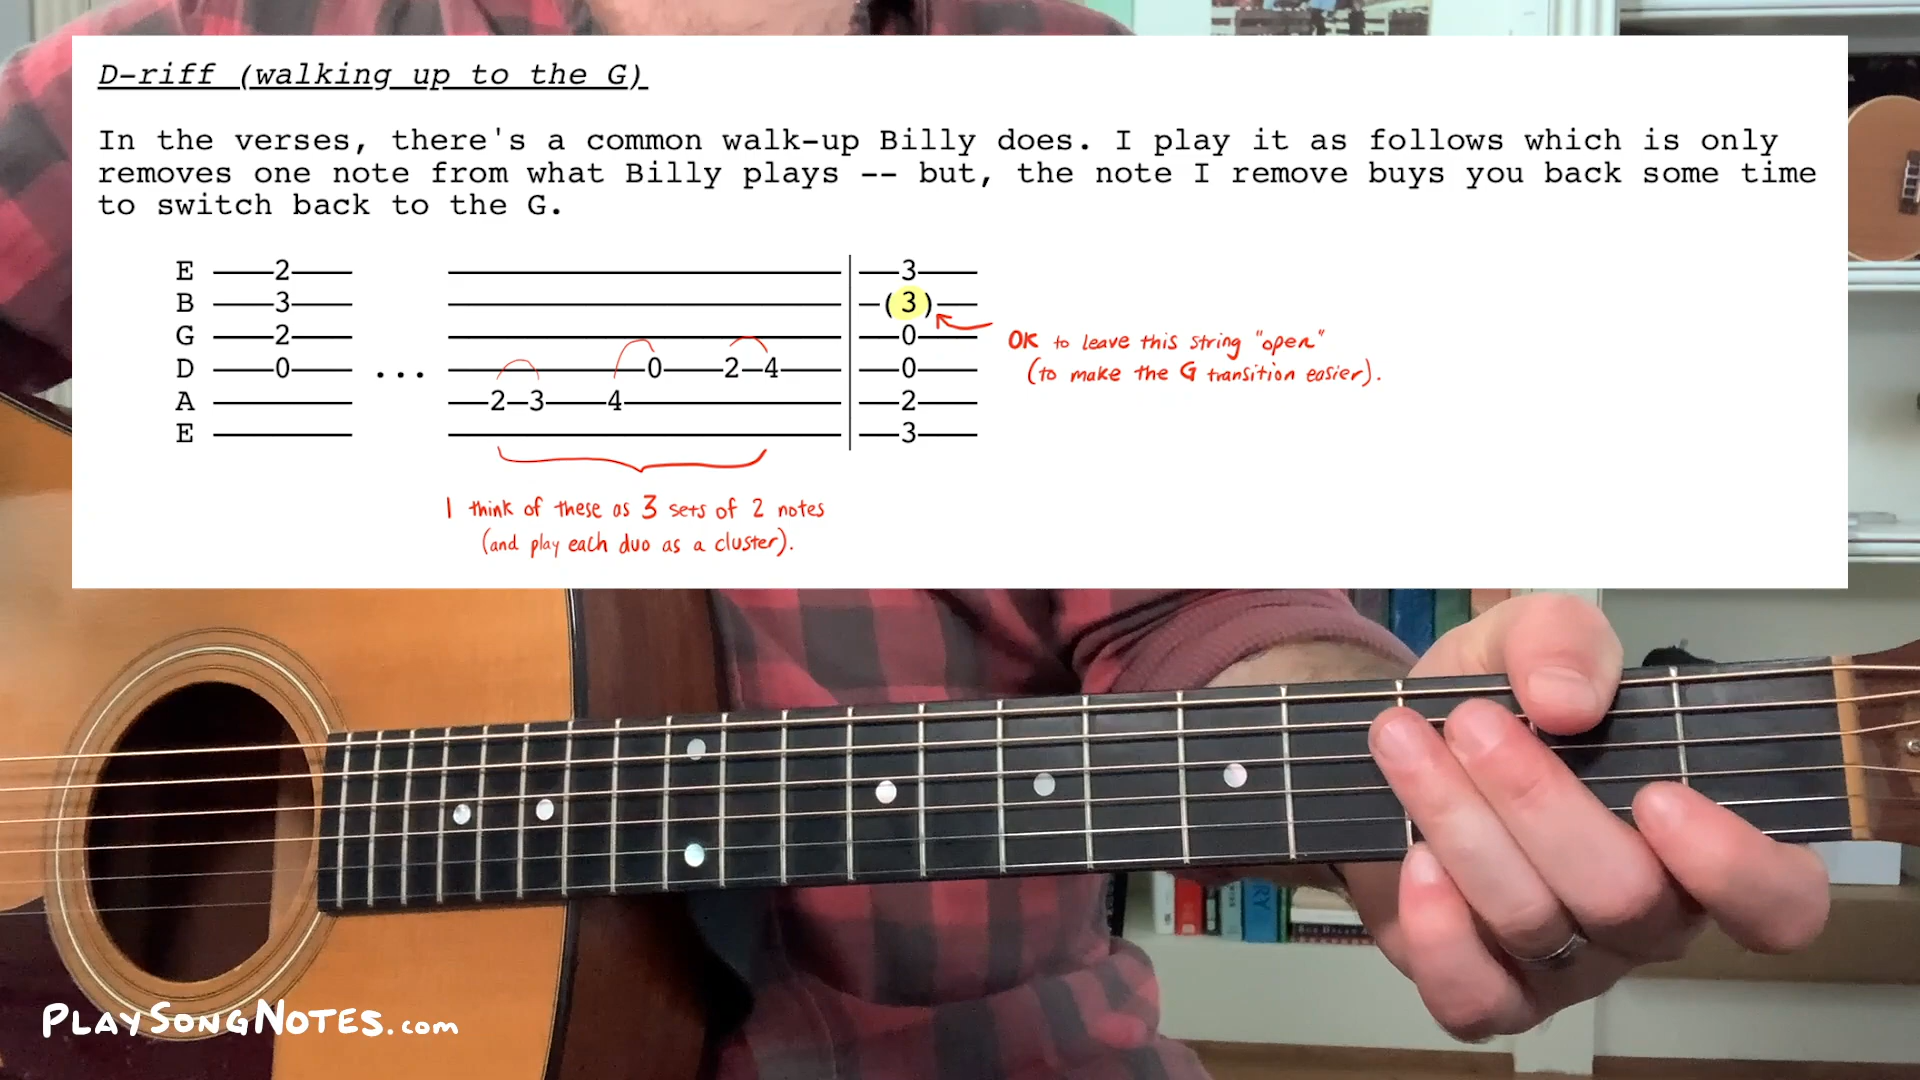 D-riff (walking up to the G)
In the verses, there's a common walk-up Billy does. I play it as follows which is only
removes one note from what Billy plays -- but, the note I remove buys you back some time
to switch back to the G.
E 2 3
B 3 (3)
G 2 0
OK to leave this string "open"
D 0 ... 0 2 4 0
(to make the G transition easier).
A 2 3 4 2
E 3
I think of these as 3 sets of 2 notes
(and play each duo as a cluster).
PLAYSONGNOTES.com